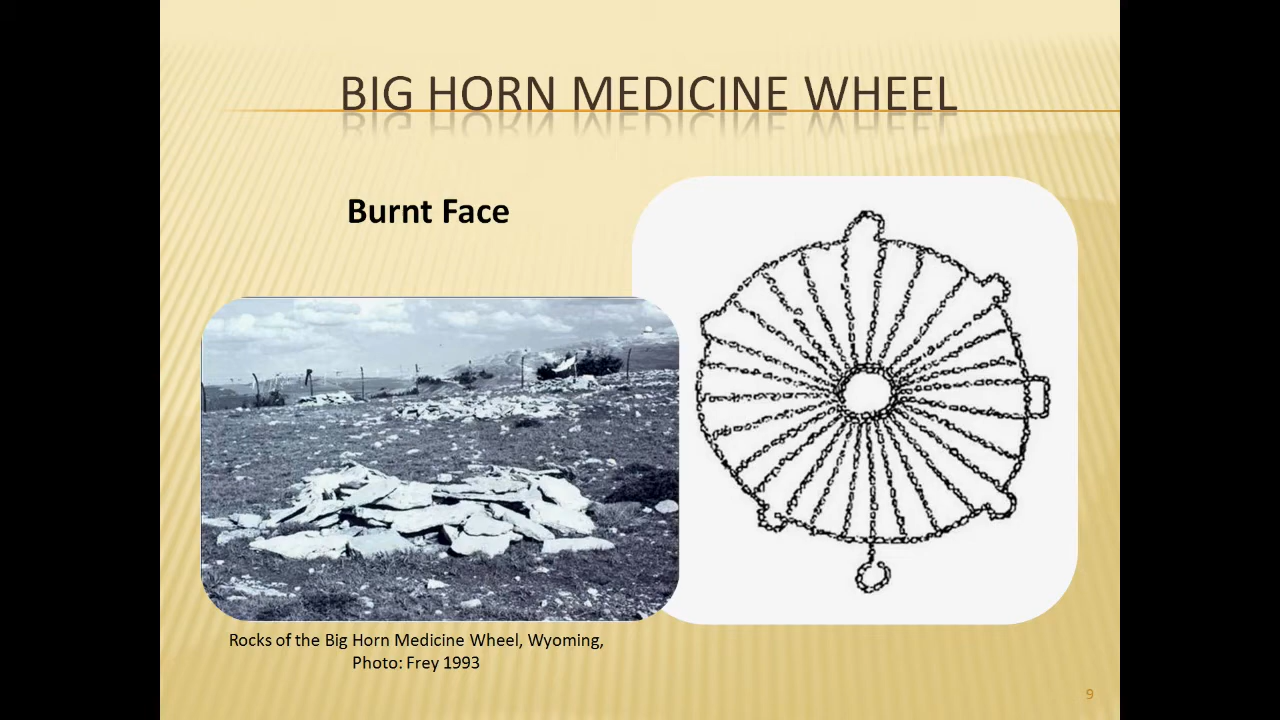 BIG HORN MEDICINE WHEEL
Burnt Face
Rocks of the Big Horn Medicine Wheel, Wyoming,
Photo: Frey 1993
9